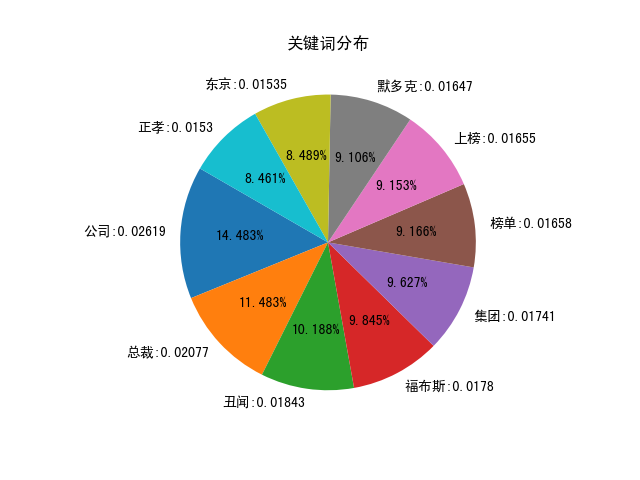 关键词分布
东京:0.01535
默多克:0.01647
正孝:0.0153
上榜:0.01655
8.489%
9.106%
8.461%
9.153%
公司:0.02619
14.483%
9.166%
榜单:0.01658
11.483%
9.627%
10.188%
9.845%
集团:0.01741
总裁:0.02077
福布斯:0.0178
丑闻:0.01843